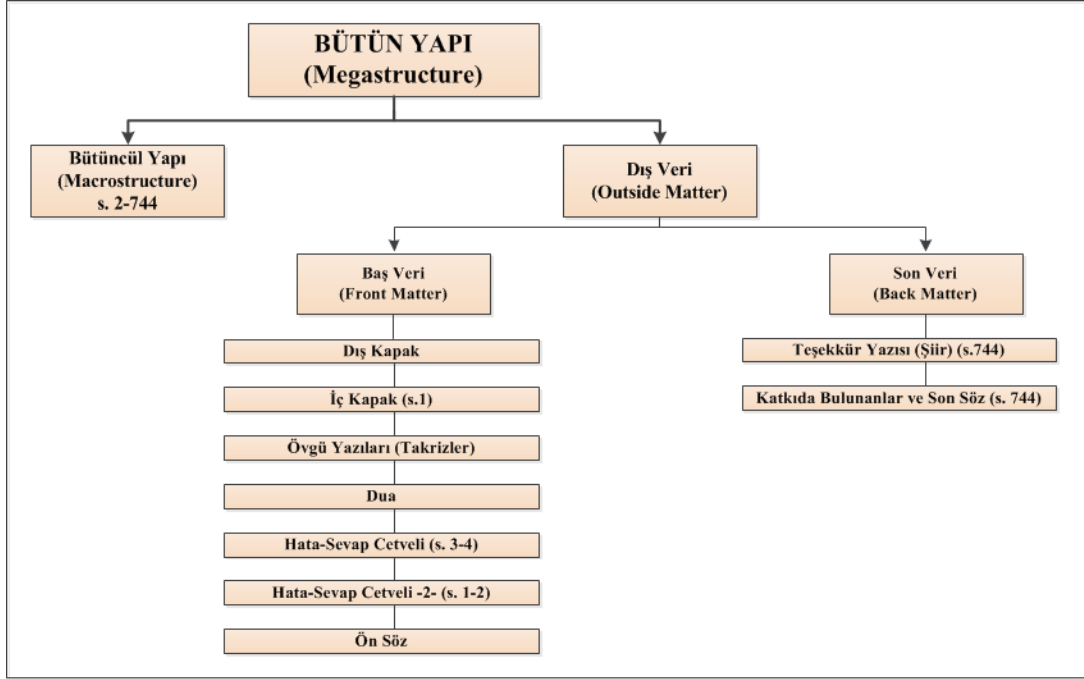 BÜTÜN YAPI
(Megastructure)
Bütüncül Yapı
(Macrostructure)
s. 2-744
Dış Veri
(Outside Matter)
Baş Veri
(Front Matter)
Dış Kapak
İç Kapak (s.1)
Övgü Yazıları (Takrizler)
Dua
Hata-Sevap Cetveli (s. 3-4)
Hata-Sevap Cetveli -2- (s. 1-2)
Ön Söz
Son Veri
(Back Matter)
Teşekkür Yazısı (Şiir) (s.744)
Katkıda Bulunanlar ve Son Söz (s. 744)